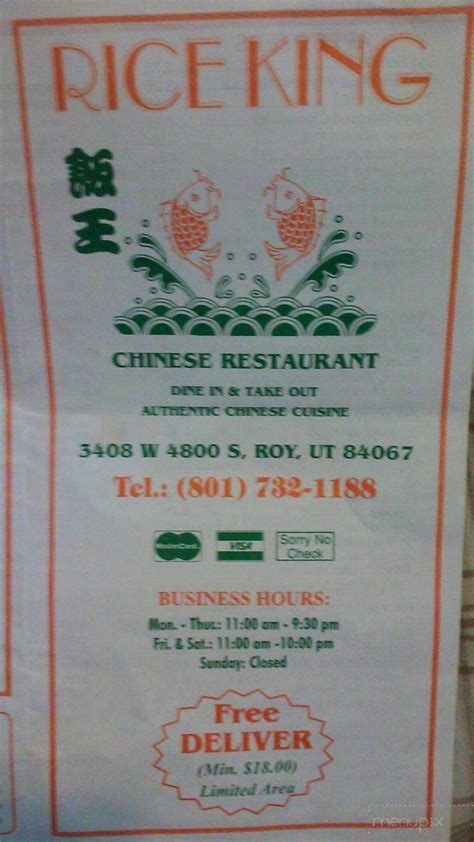 RICE KING
飯王
CHINESE RESTAURANT
DINE IN & TAKE OUT
AUTHENTIC CHINESE CUISINE
3408 W 4800 S, ROY, UT 84067
Tel.: (801) 732-1188
MasterCard
VISA
Sorry No
Check
BUSINESS HOURS:
Mon. - Thur.: 11:00 am - 9:30 pm
Fri. & Sat.: 11:00 am -10:00 pm
Sunday: Closed
Free
DELIVER
(Min. $18.00)
Limited Area
menupix